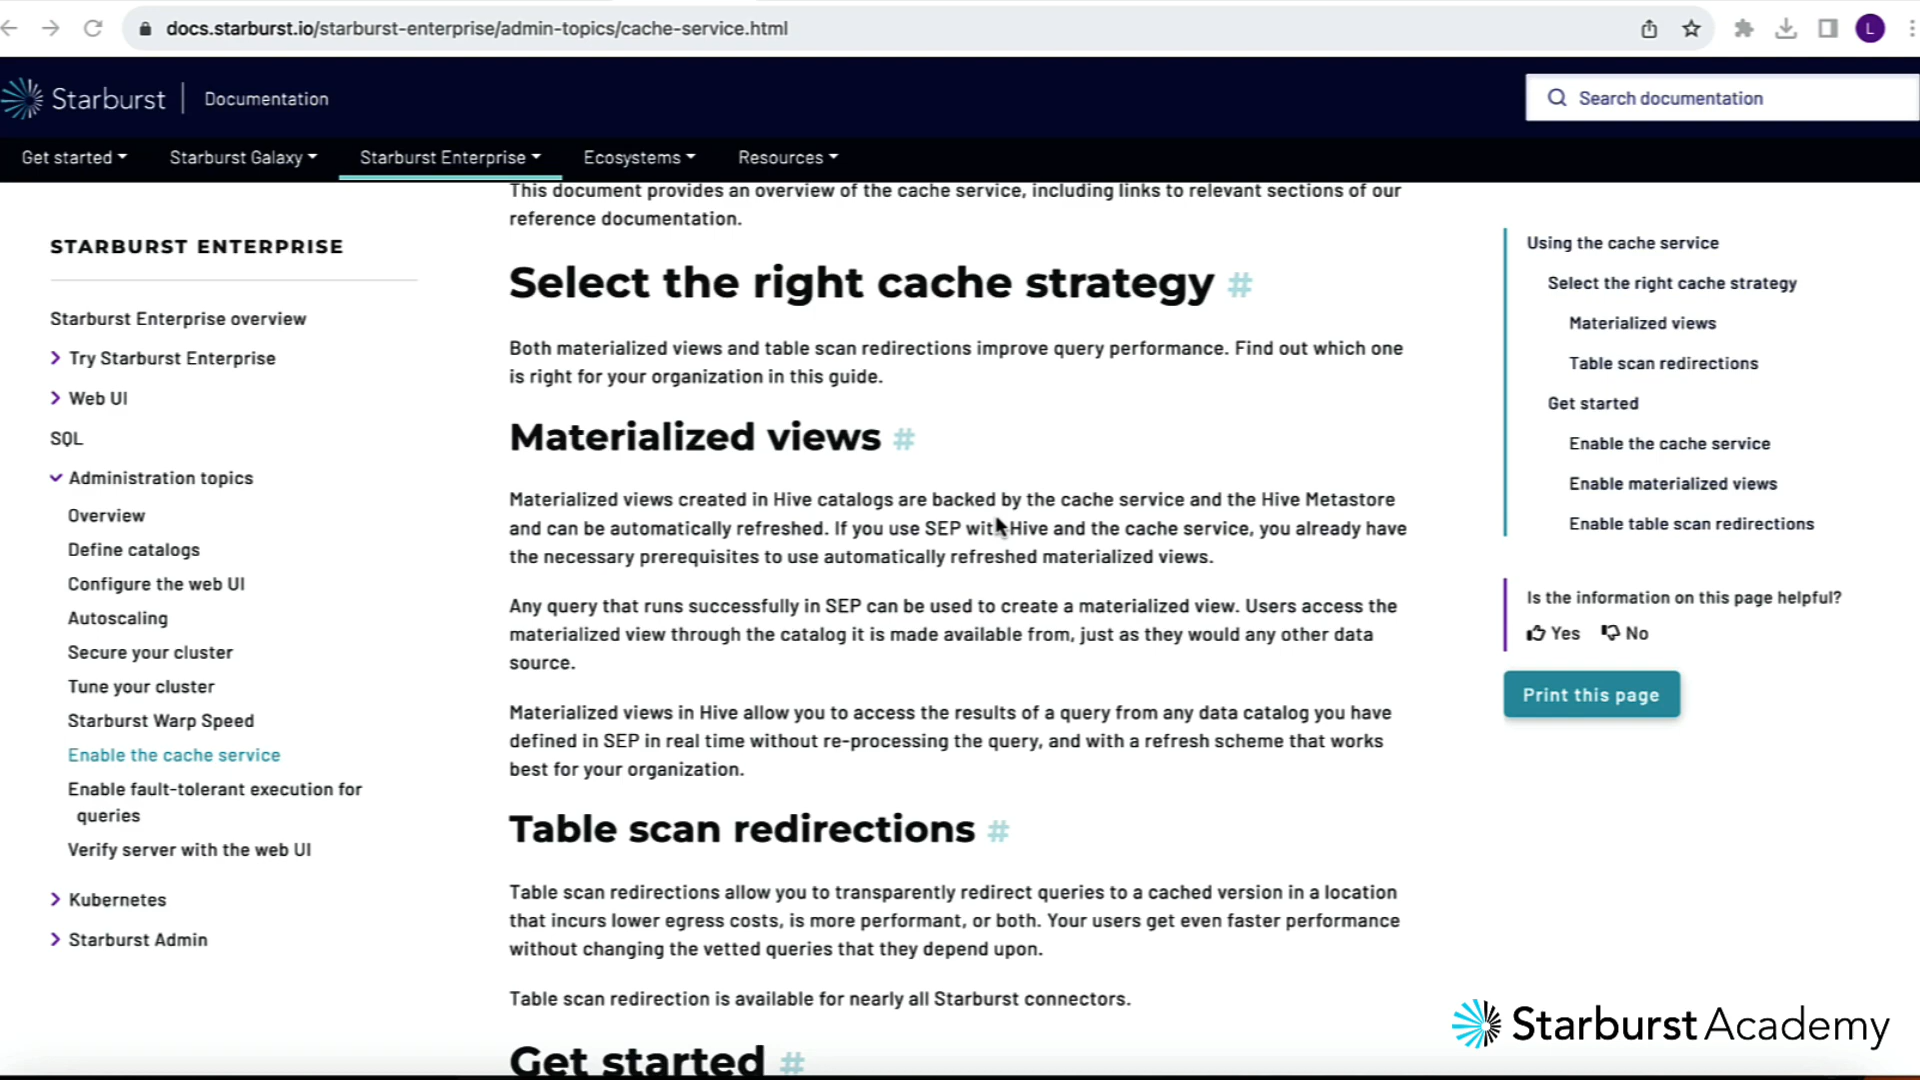 docs.starburst.io/starburst-enterprise/admin-topics/cache-service.html
L
Starburst | Documentation
Search documentation
Get started
Starburst Galaxy
Starburst Enterprise
Ecosystems
Resources
STARBURST ENTERPRISE
Starburst Enterprise overview
Try Starburst Enterprise
Web UI
SQL
Administration topics
Overview
Define catalogs
Configure the web UI
Autoscaling
Secure your cluster
Tune your cluster
Starburst Warp Speed
Enable the cache service
Enable fault-tolerant execution for
queries
Verify server with the web UI
Kubernetes
Starburst Admin
This document provides an overview of the cache service, including links to relevant sections of our
reference documentation.
Select the right cache strategy #
Both materialized views and table scan redirections improve query performance. Find out which one
is right for your organization in this guide.
Materialized views #
Materialized views created in Hive catalogs are backed by the cache service and the Hive Metastore
and can be automatically refreshed. If you use SEP with Hive and the cache service, you already have
the necessary prerequisites to use automatically refreshed materialized views.
Any query that runs successfully in SEP can be used to create a materialized view. Users access the
materialized view through the catalog it is made available from, just as they would any other data
source.
Materialized views in Hive allow you to access the results of a query from any data catalog you have
defined in SEP in real time without re-processing the query, and with a refresh scheme that works
best for your organization.
Table scan redirections #
Table scan redirections allow you to transparently redirect queries to a cached version in a location
that incurs lower egress costs, is more performant, or both. Your users get even faster performance
without changing the vetted queries that they depend upon.
Table scan redirection is available for nearly all Starburst connectors.
Get started #
Using the cache service
Select the right cache strategy
Materialized views
Table scan redirections
Get started
Enable the cache service
Enable materialized views
Enable table scan redirections
Is the information on this page helpful?
Yes No
Print this page
Starburst Academy